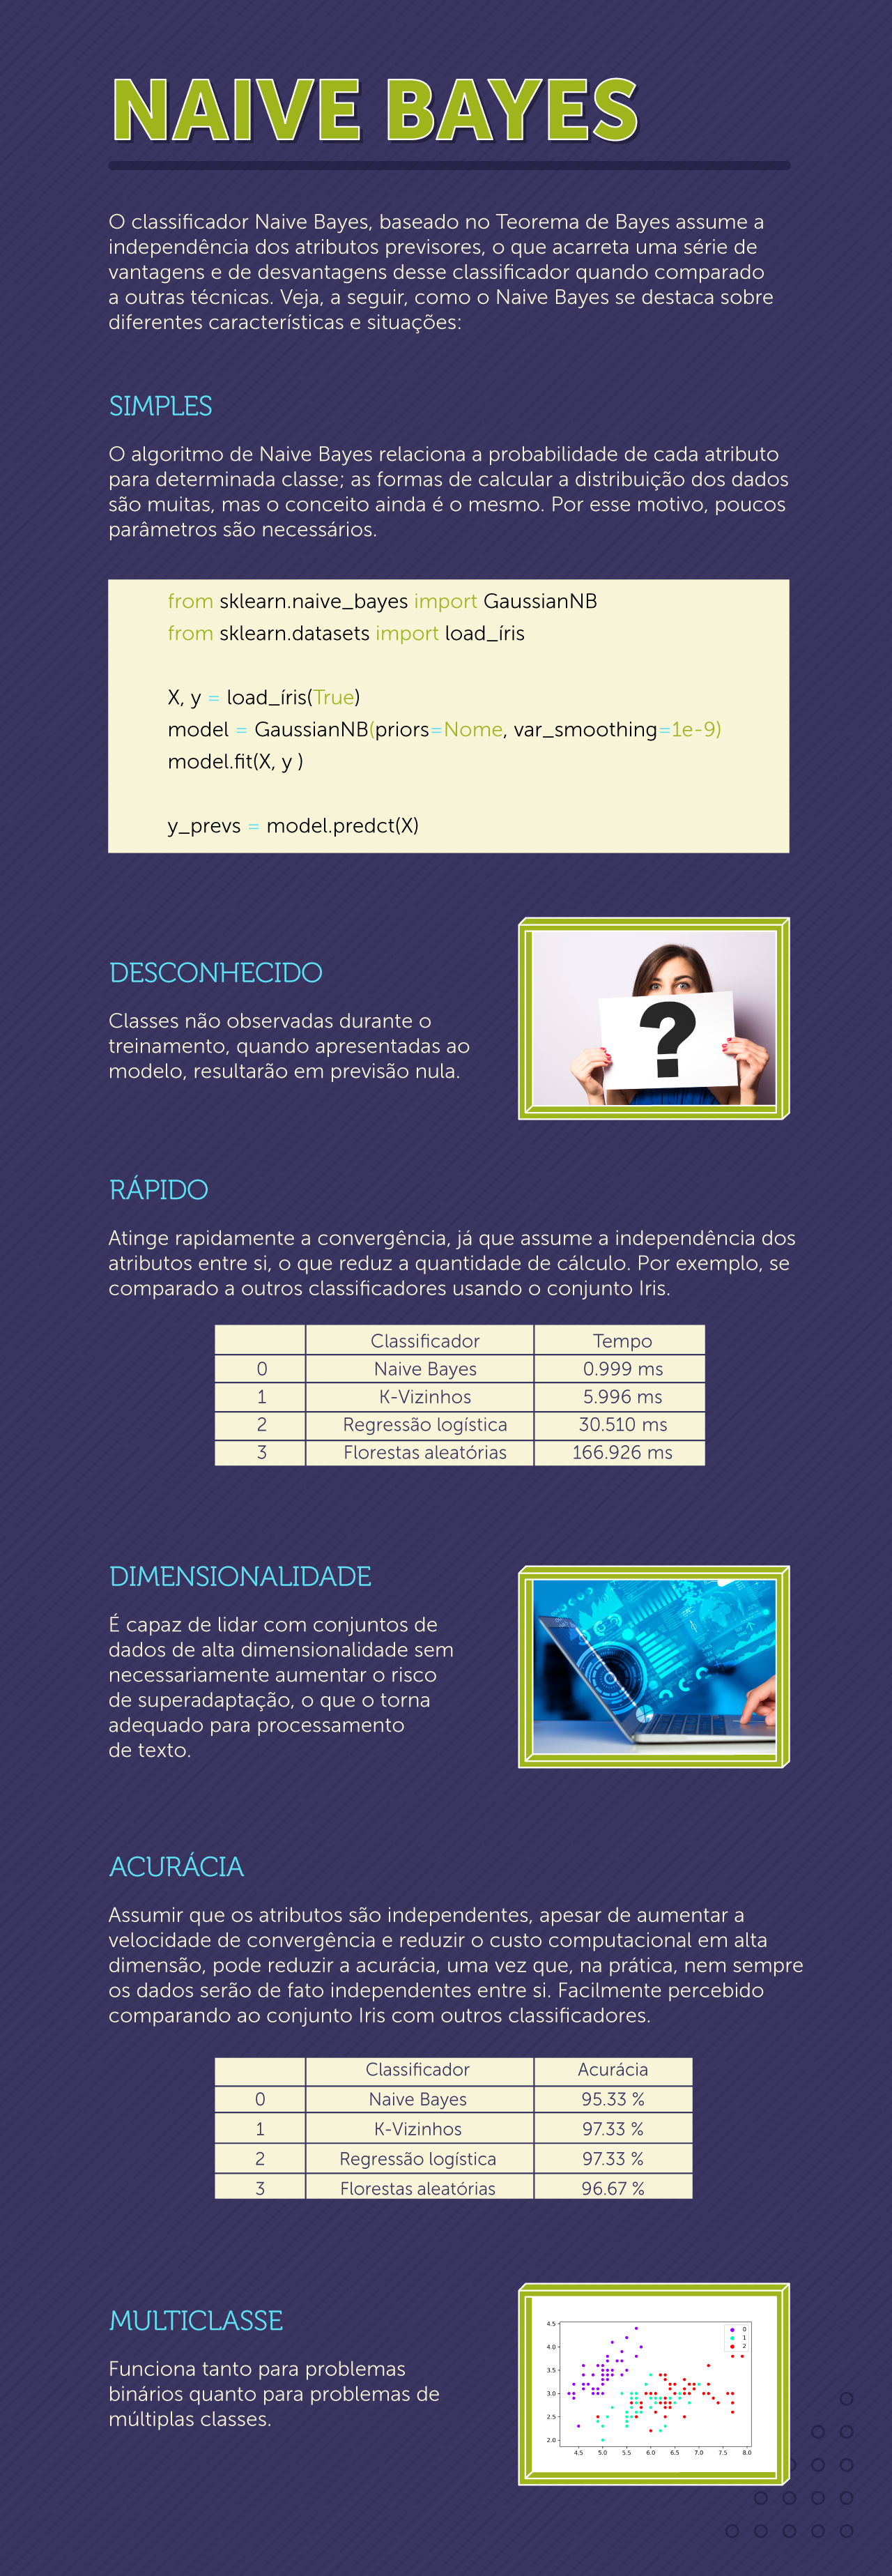 NAIVE BAYES
O classificador Naive Bayes, baseado no Teorema de Bayes assume a
independência dos atributos previsores, o que acarreta uma série de
vantagens e de desvantagens desse classificador quando comparado
a outras técnicas. Veja, a seguir, como o Naive Bayes se destaca sobre
diferentes características e situações:
SIMPLES
O algoritmo de Naive Bayes relaciona a probabilidade de cada atributo
para determinada classe; as formas de calcular a distribuição dos dados
são muitas, mas o conceito ainda é o mesmo. Por esse motivo, poucos
parâmetros são necessários.
from sklearn.naive_bayes import GaussianNB
from sklearn.datasets import load_íris
X, y = load_íris(True)
model = GaussianNB(priors=Nome, var_smoothing=1e-9)
model.fit(X, y )
y_prevs = model.predct(X)
DESCONHECIDO
Classes não observadas durante o
treinamento, quando apresentadas ao
modelo, resultarão em previsão nula.
?
RÁPIDO
Atinge rapidamente a convergência, já que assume a independência dos
atributos entre si, o que reduz a quantidade de cálculo. Por exemplo, se
comparado a outros classificadores usando o conjunto Iris.
Classificador Tempo
0 Naive Bayes 0.999 ms
1 K-Vizinhos 5.996 ms
2 Regressão logística 30.510 ms
3 Florestas aleatórias 166.926 ms
DIMENSIONALIDADE
É capaz de lidar com conjuntos de
dados de alta dimensionalidade sem
necessariamente aumentar o risco
de superadaptação, o que o torna
adequado para processamento
de texto.
ACURÁCIA
Assumir que os atributos são independentes, apesar de aumentar a
velocidade de convergência e reduzir o custo computacional em alta
dimensão, pode reduzir a acurácia, uma vez que, na prática, nem sempre
os dados serão de fato independentes entre si. Facilmente percebido
comparando ao conjunto Iris com outros classificadores.
Classificador Acurácia
0 Naive Bayes 95.33 %
1 K-Vizinhos 97.33 %
2 Regressão logística 97.33 %
3 Florestas aleatórias 96.67 %
MULTICLASSE
Funciona tanto para problemas
binários quanto para problemas de
múltiplas classes.
4.5
4.0
3.5
3.0
2.5
2.0
0
1
2
4.5 5.0 5.5 6.0 6.5 7.0 7.5 8.0